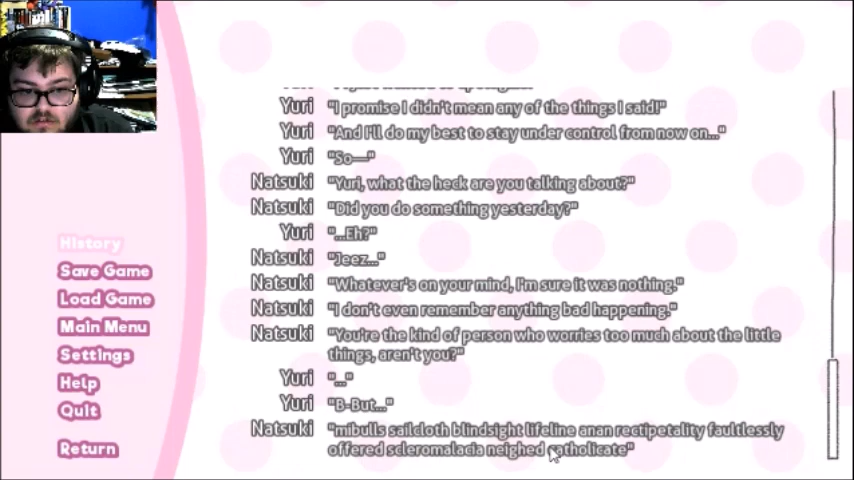 Yuri "I promise I didn't mean any of the things I said!"
Yuri "And I'll do my best to stay under control from now on..."
Yuri "So—"
Natsuki "Yuri, what the heck are you talking about?"
Natsuki "Did you do something yesterday?"
Yuri "...Eh?"
Natsuki "Jeez..."
Natsuki "Whatever's on your mind, I'm sure it was nothing."
Natsuki "I don't even remember anything bad happening."
Natsuki "You're the kind of person who worries too much about the little
things, aren't you?"
Yuri "..."
Yuri "B-But..."
Natsuki "mibulls sailcloth blindsight lifeline anan rectipetality faultlessly
offered scleromalacia neighed catholicate"
History
Save Game
Load Game
Main Menu
Settings
Help
Quit
Return